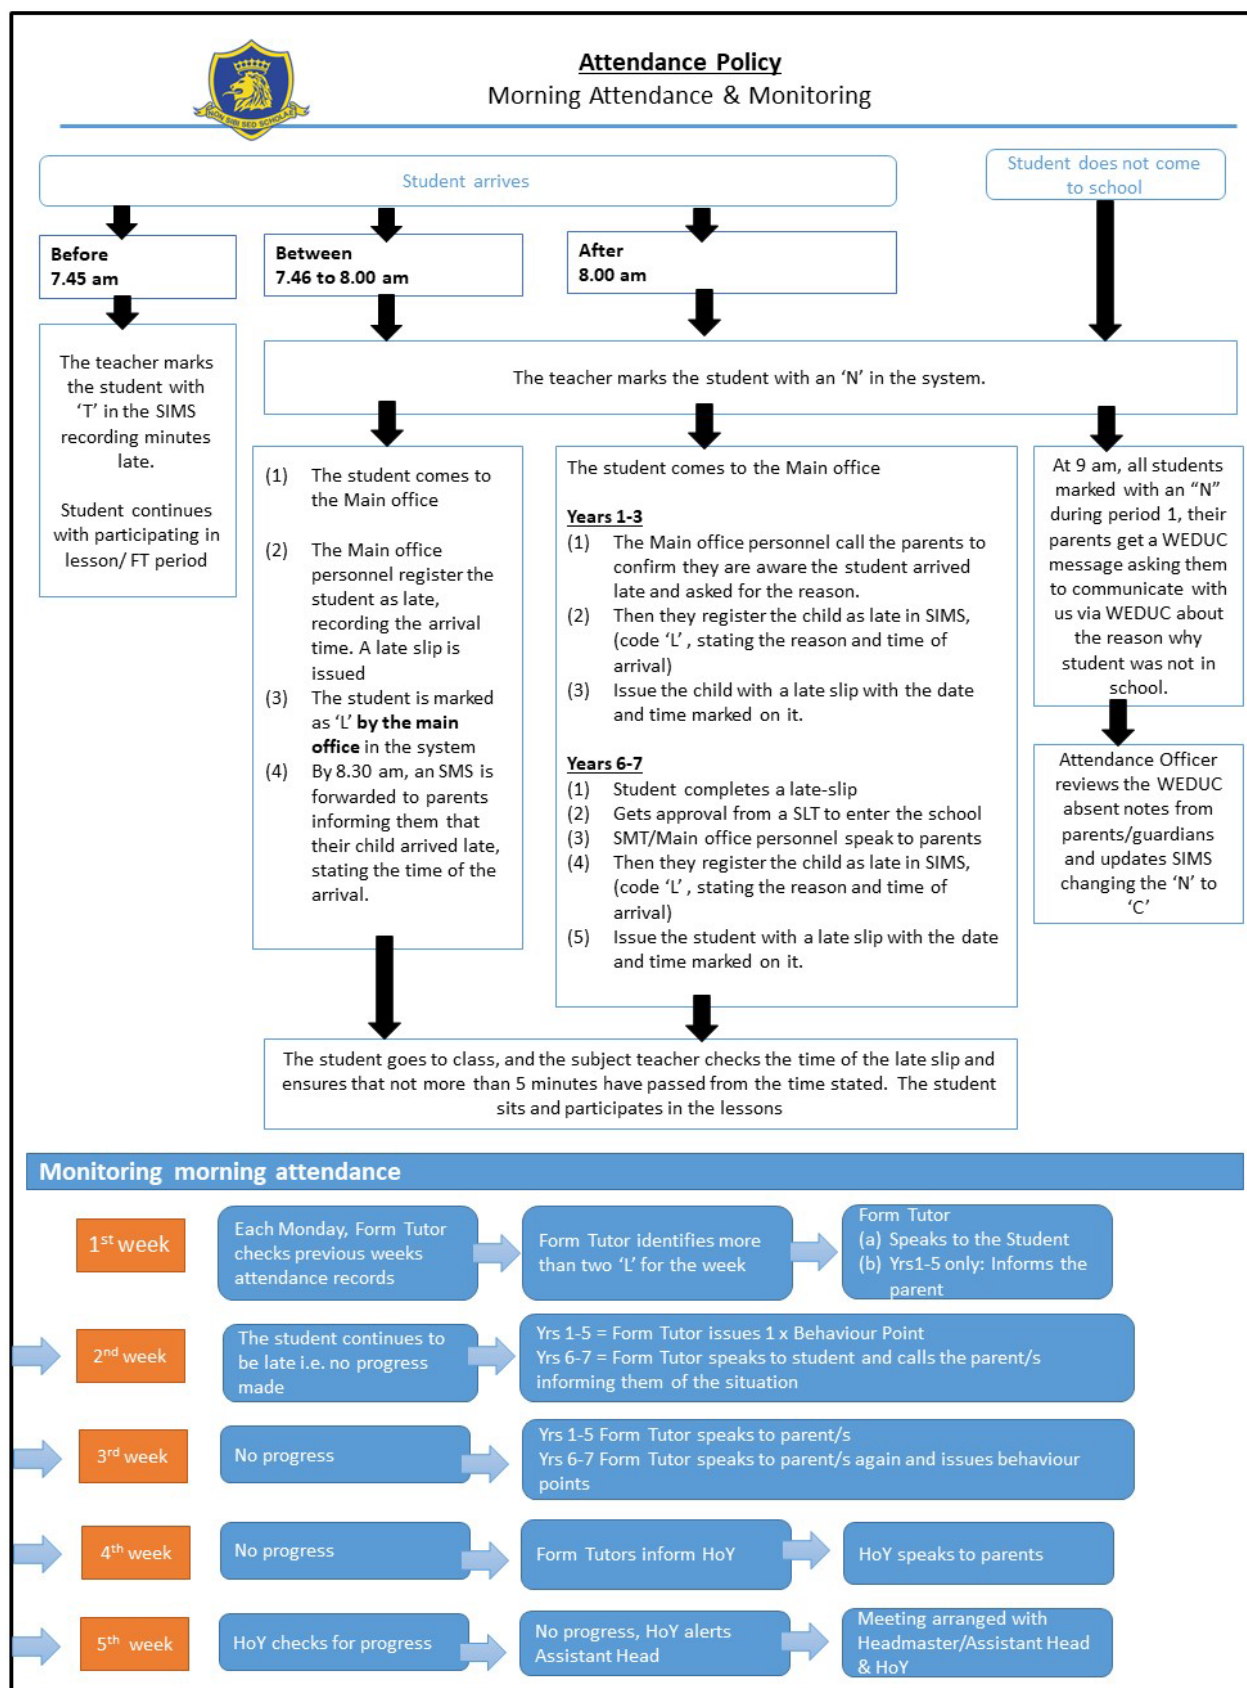 Attendance Policy
Morning Attendance & Monitoring
NON SIBI SED SCHOLAE
Student arrives
Student does not come
to school
Before
7.45 am
Between
7.46 to 8.00 am
After
8.00 am
The teacher marks
the student with
‘T’ in the SIMS
recording minutes
late.
Student continues
with participating in
lesson/ FT period
The teacher marks the student with an ‘N’ in the system.
(1) The student comes to
the Main office
(2) The Main office
personnel register the
student as late,
recording the arrival
time. A late slip is
issued
(3) The student is marked
as ‘L’ by the main
office in the system
(4) By 8.30 am, an SMS is
forwarded to parents
informing them that
their child arrived late,
stating the time of the
arrival.
The student comes to the Main office
Years 1-3
(1) The Main office personnel call the parents to
confirm they are aware the student arrived
late and asked for the reason.
(2) Then they register the child as late in SIMS,
(code ‘L’ , stating the reason and time of
arrival)
(3) Issue the child with a late slip with the date
and time marked on it.
Years 6-7
(1) Student completes a late-slip
(2) Gets approval from a SLT to enter the school
(3) SMT/Main office personnel speak to parents
(4) Then they register the child as late in SIMS,
(code ‘L’ , stating the reason and time of
arrival)
(5) Issue the student with a late slip with the date
and time marked on it.
At 9 am, all students
marked with an “N”
during period 1, their
parents get a WEDUC
message asking them
to communicate with
us via WEDUC about
the reason why
student was not in
school.
Attendance Officer
reviews the WEDUC
absent notes from
parents/guardians
and updates SIMS
changing the ‘N’ to
‘C’
The student goes to class, and the subject teacher checks the time of the late slip and
ensures that not more than 5 minutes have passed from the time stated. The student
sits and participates in the lessons
Monitoring morning attendance
1st week
Each Monday, Form Tutor
checks previous weeks
attendance records
Form Tutor identifies more
than two ‘L’ for the week
Form Tutor
(a) Speaks to the Student
(b) Yrs1-5 only: Informs the
parent
2nd week
The student continues to
be late i.e. no progress
made
Yrs 1-5 = Form Tutor issues 1 x Behaviour Point
Yrs 6-7 = Form Tutor speaks to student and calls the parent/s
informing them of the situation
3rd week
No progress
Yrs 1-5 Form Tutor speaks to parent/s
Yrs 6-7 Form Tutor speaks to parent/s again and issues behaviour
points
4th week
No progress
Form Tutors inform HoY
HoY speaks to parents
5th week
HoY checks for progress
No progress, HoY alerts
Assistant Head
Meeting arranged with
Headmaster/Assistant Head
& HoY